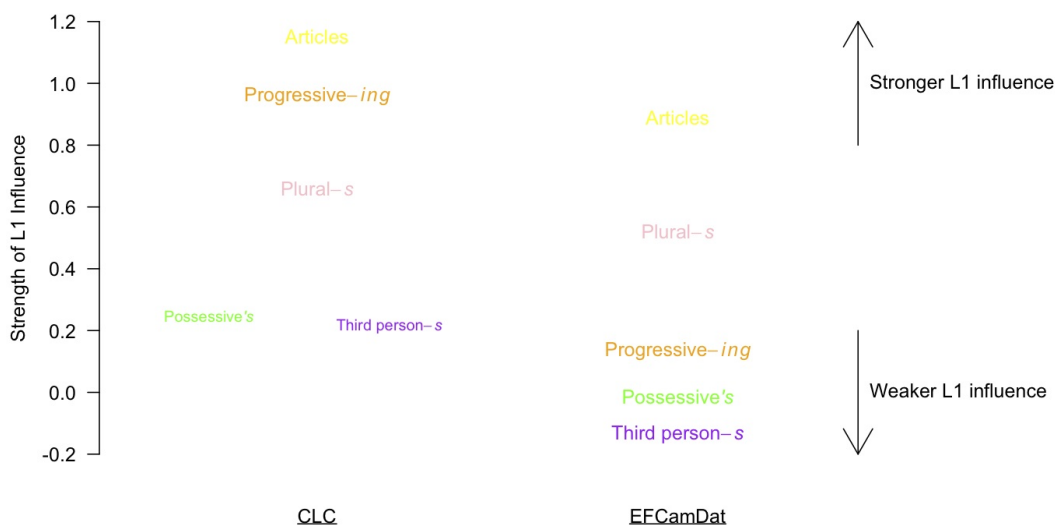 1.2
Articles
Progressive–ing
1.0
Stronger L1 influence
Articles
0.8
Plural–s
0.6
Plural–s
Strength of L1 Influence
0.4
Possessive's
Third person–s
0.2
Progressive–ing
0.0
Possessive's
Weaker L1 influence
Third person–s
-0.2
CLC
EFCamDat